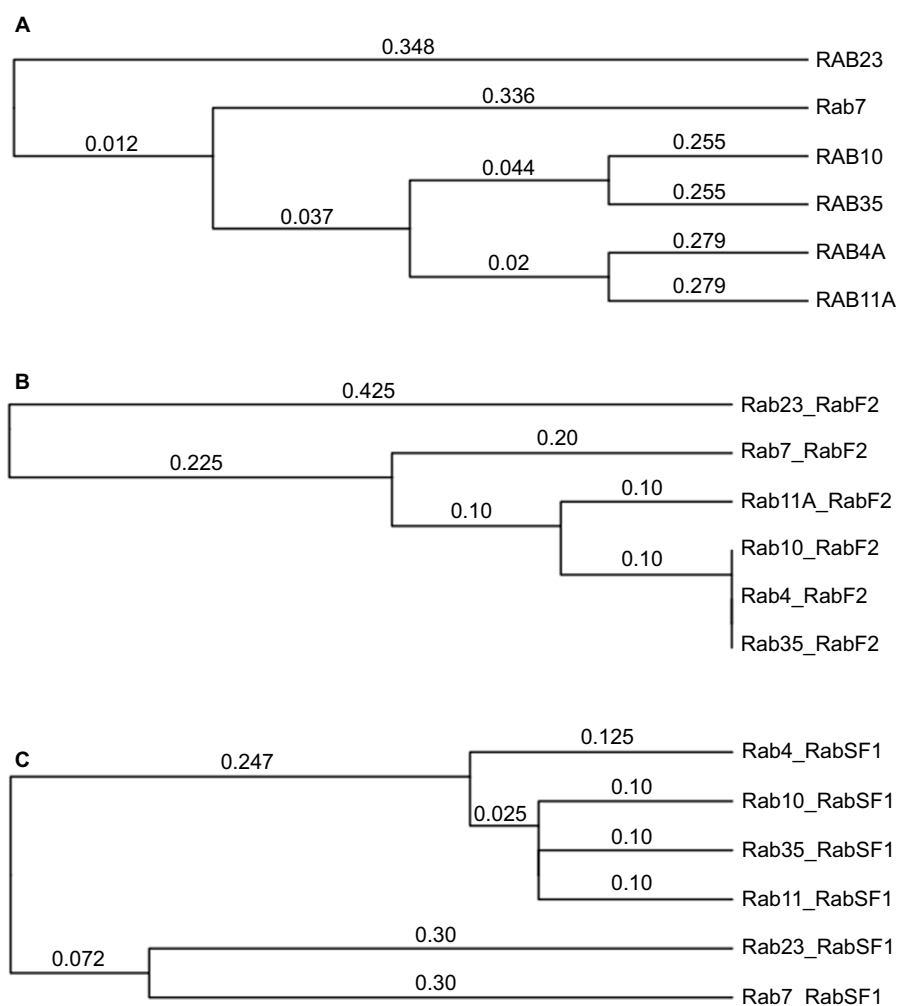 A
0.348
RAB23
0.336
Rab7
0.012
0.255
RAB10
0.044
0.255
RAB35
0.037
0.279
RAB4A
0.02
0.279
RAB11A
B
0.425
Rab23_RabF2
0.20
Rab7_RabF2
0.225
0.10
Rab11A_RabF2
0.10
Rab10_RabF2
0.10
Rab4_RabF2
Rab35_RabF2
C
0.125
Rab4_RabSF1
0.247
0.10
Rab10_RabSF1
0.025
0.10
Rab35_RabSF1
0.10
Rab11_RabSF1
0.30
Rab23_RabSF1
0.072
0.30
Rab7_RabSF1